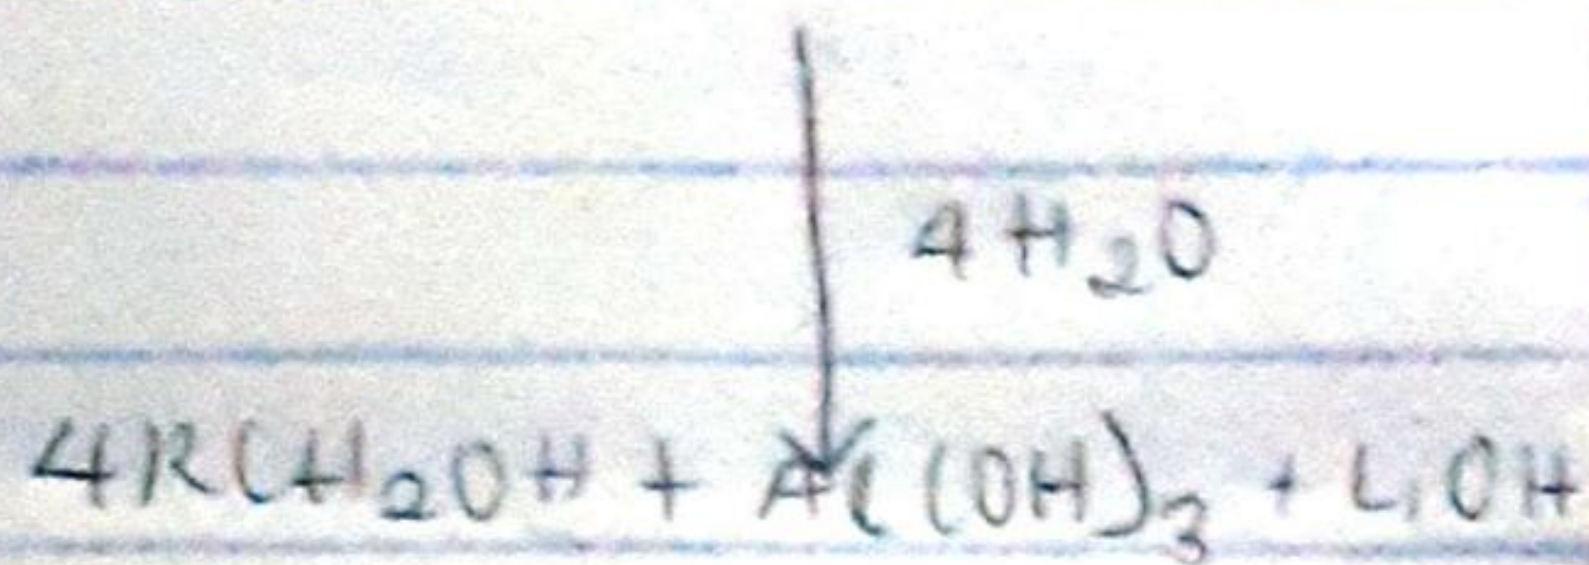 4H₂O
4RCH₂OH + Al(OH)₃ + LiOH